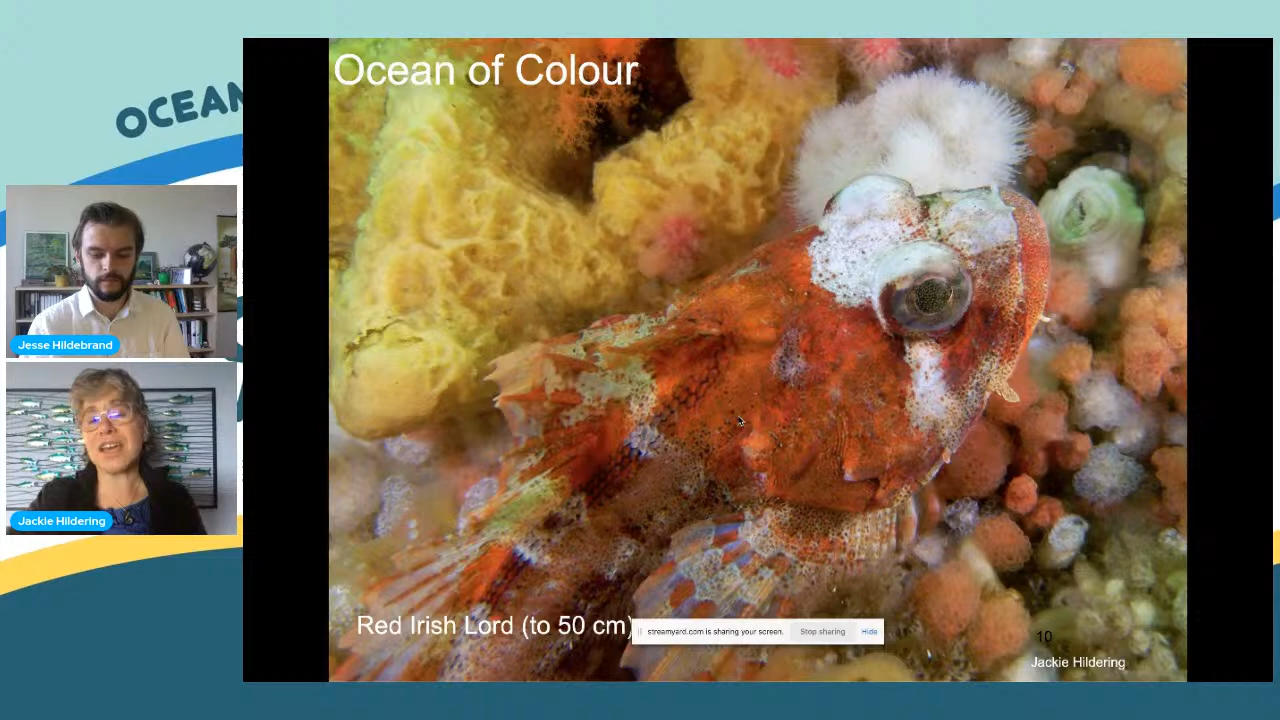 Ocean of Colour
OCEAN
Jesse Hildebrand
Jackie Hildering
Red Irish Lord (to 50 cm)
streamyard.com is sharing your screen. Stop sharing Hide
10
Jackie Hildering